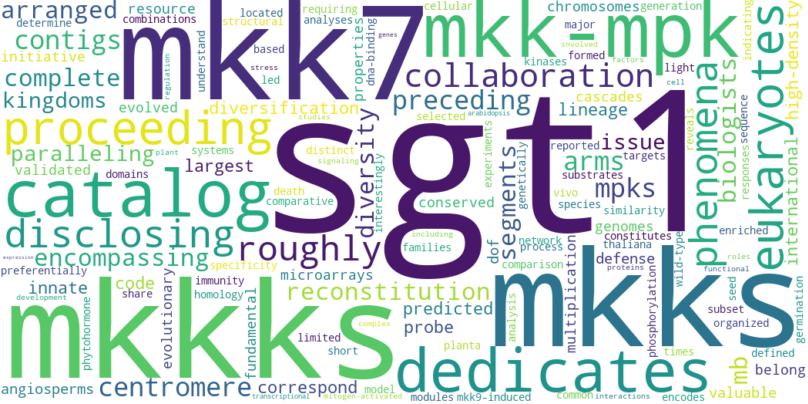 arranged
combinations
resource
located
structural
requiring
analyses
cellular
chromosomes
generation
mkk7
mkk-mpk
major
involved
indicating
high-density
contigs
determine
initiative
complete
kingdoms
regulation
understand
based
stress
led
genes
properties
dna-binding
kinases
formed
factors
light
cell
collaboration
preceding
cascades
lineage
eukaryotes
evolved
diversification
studies
selected
arabidopsis
reported
targets
issue
reveals
phenomena
biologists
sequence
responses
international
proceeding
paralleling
validated
plant
systems
distinct
signaling
diversity
interestingly
sgt1
experiments
segments
genetically
arms
substrates
vivo
mpks
species
similarity
genomes
domains
largest
death
comparative
conserved
catalog
disclosing
encompassing
roughly
including
families
dof
network
process
comparison
constitutes
thaliana
defense
enriched
wild-type
proteins
functional
roles
expression
preferentially
specificity
microarrays
innate
code
share
immunity
homology
reconstitution
predicted
probe
analysis
multiplication
mkks
phosphorylation
interactions
seed
subset
organized
germination
development
phytohormone
mkkks
evolutionary
fundamental
limited
short
complex
planta
times
defined
belong
mb
dedicates
angiosperms
centromere
correspond
transcriptional
model
mitogen-activated
modules
mkk9-induced
common
encodes
valuable